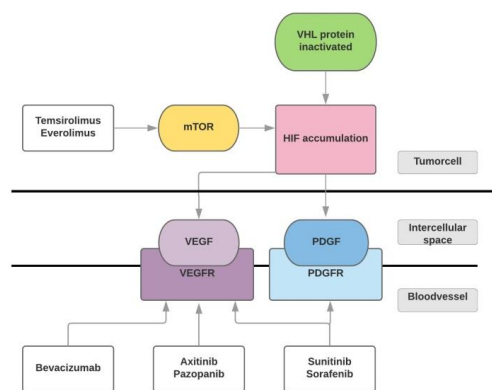 VHL protein
inactivated
Temsirolimus
Everolimus
mTOR
HIF accumulation
Tumorcell
VEGF
PDGF
Intercellular
space
VEGFR
PDGFR
Bloodvessel
Bevacizumab
Axitinib
Pazopanib
Sunitinib
Sorafenib